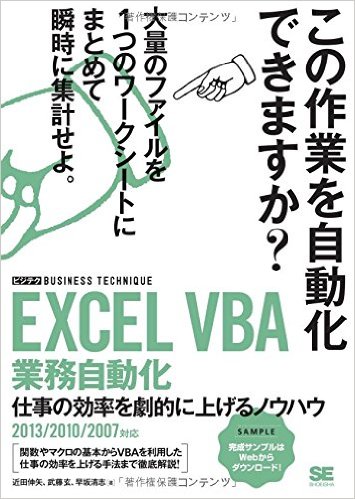 "著作権保護コンテンツ"
この作業を自動化
できますか?
大量のファイルを
1つのワークシートに
まとめて
瞬時に集計せよ。
ビジテク BUSINESS TECHNIQUE
EXCEL VBA
業務自動化
仕事の効率を劇的に上げるノウハウ
2013/2010/2007対応
関数やマクロの基本からVBAを利用した
仕事の効率を上げる手法まで徹底解説!
近田伸矢、武藤玄、早坂清志 著
SAMPLE
完成サンプルは
Webから
ダウンロード!
SE
SHOEISHA
"著作権保護コンテンツ"